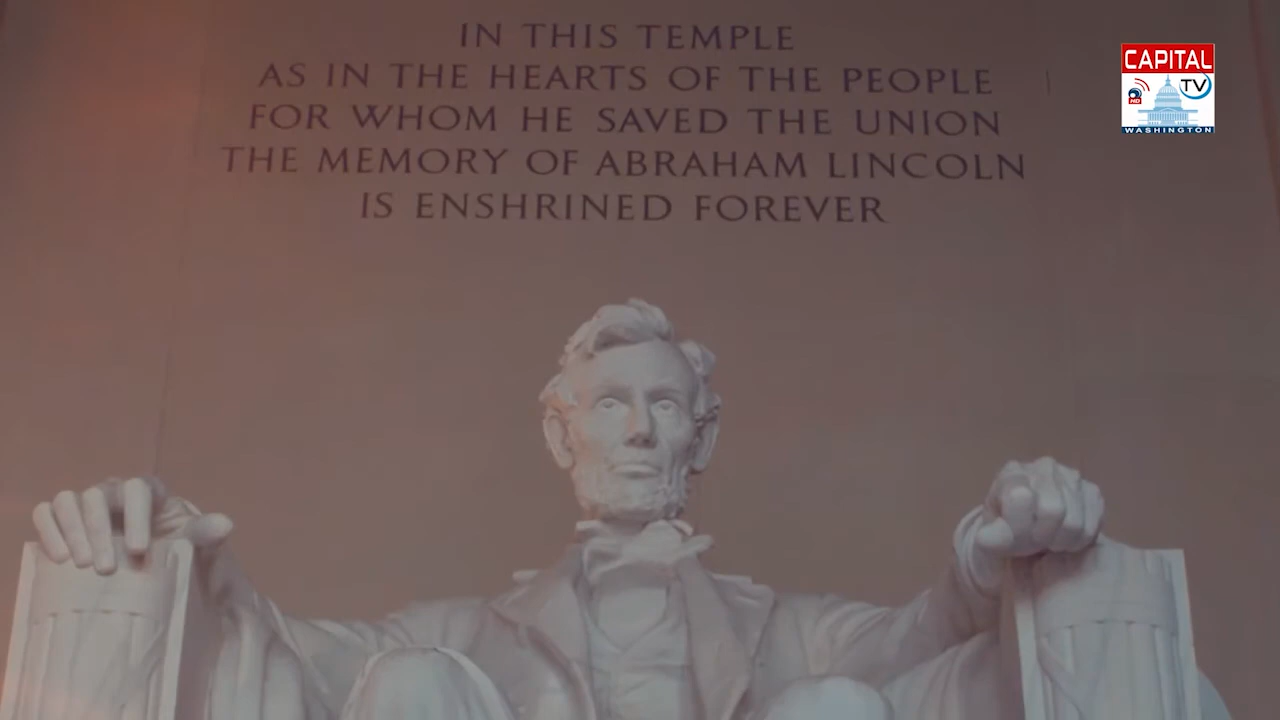 IN THIS TEMPLE
AS IN THE HEARTS OF THE PEOPLE
FOR WHOM HE SAVED THE UNION
THE MEMORY OF ABRAHAM LINCOLN
IS ENSHRINED FOREVER
CAPITAL
HD
TV
WASHINGTON